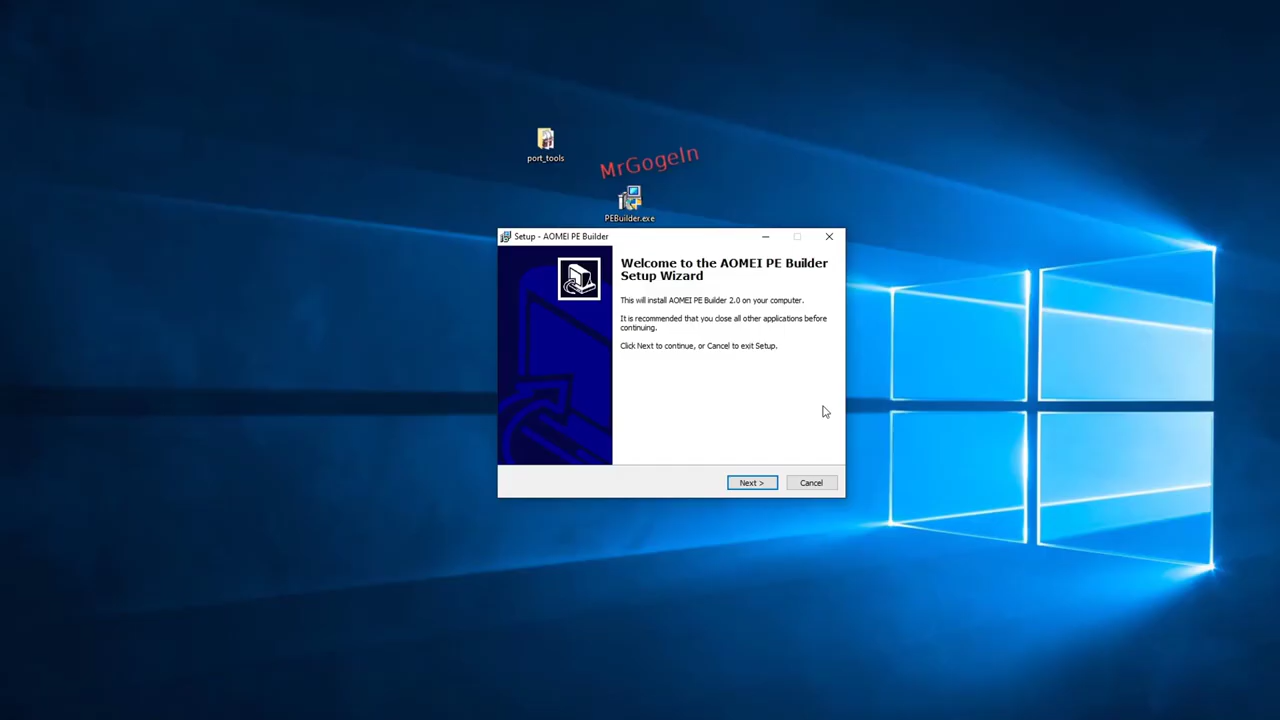 port_tools
MrGogeln
PEBuilder.exe
Setup - AOMEI PE Builder
Welcome to the AOMEI PE Builder
Setup Wizard
This will install AOMEI PE Builder 2.0 on your computer.
It is recommended that you close all other applications before
continuing.
Click Next to continue, or Cancel to exit Setup.
Next >
Cancel